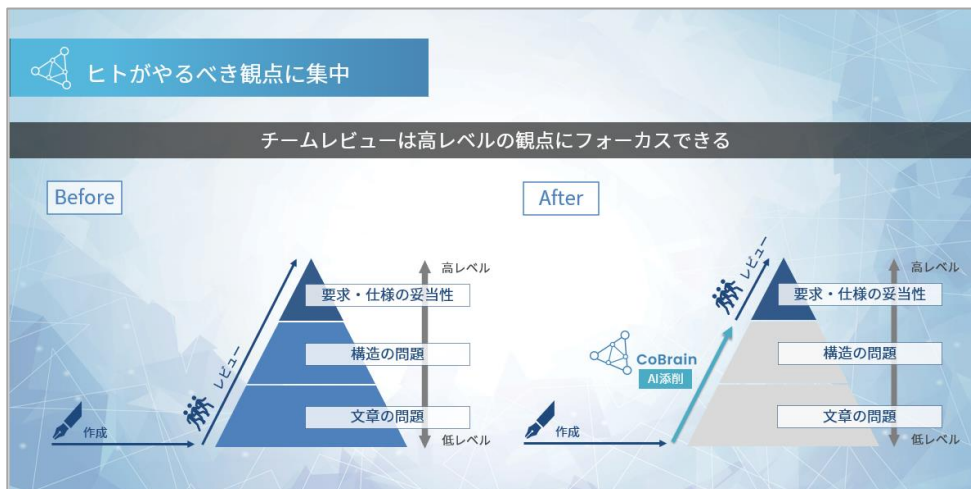 ヒトがやるべき観点に集中
チームレビューは高レベルの観点にフォーカスできる
Before
高レベル
要求・仕様の妥当性
構造の問題
文章の問題
低レベル
レビュー
作成
After
高レベル
要求・仕様の妥当性
構造の問題
文章の問題
低レベル
レビュー
CoBrain
AI添削
作成